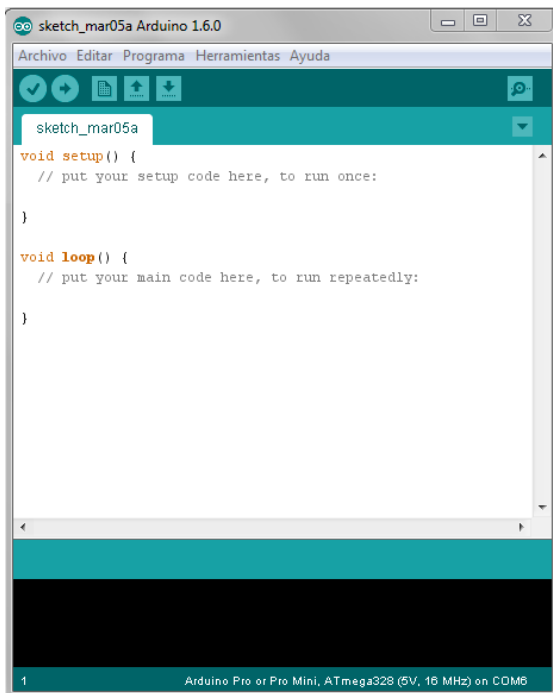 sketch_mar05a Arduino 1.6.0
Archivo Editar Programa Herramientas Ayuda
sketch_mar05a
void setup() {
  // put your setup code here, to run once:
}
void loop() {
  // put your main code here, to run repeatedly:
}
1 Arduino Pro or Pro Mini, ATmega328 (5V, 16 MHz) on COM6